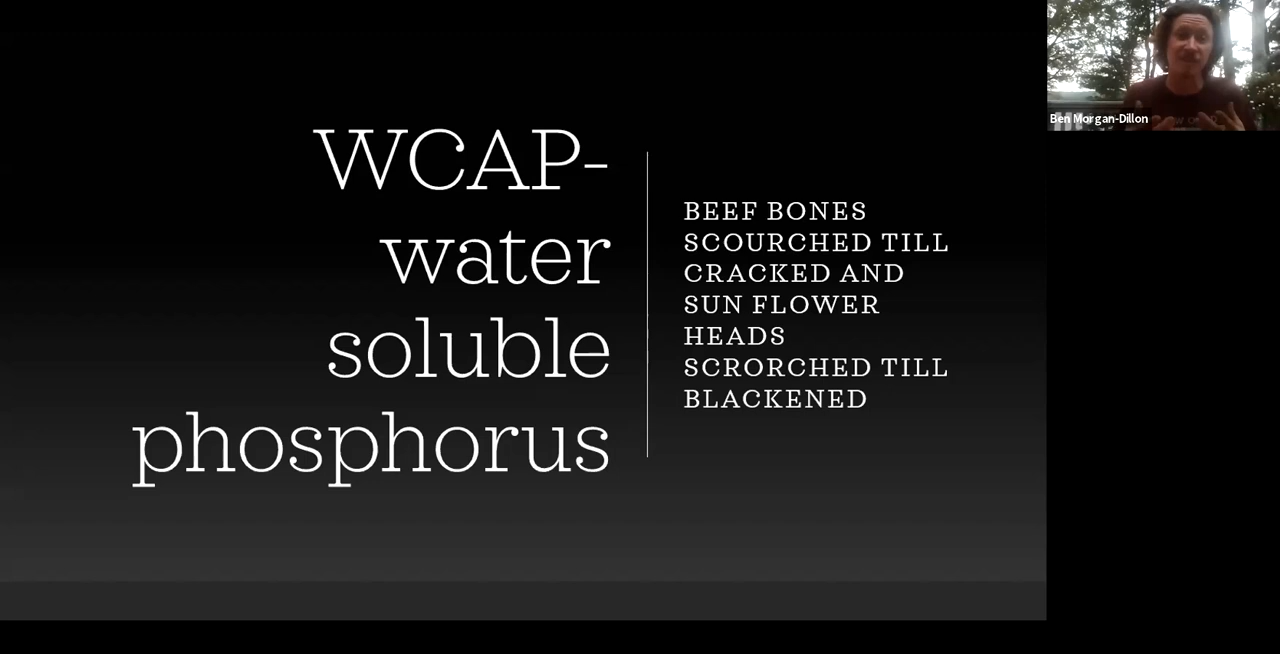 WCAP-
water
soluble
phosphorus
BEEF BONES
SCOURCHED TILL
CRACKED AND
SUN FLOWER
HEADS
SCRORCHED TILL
BLACKENED
Ben Morgan-Dillon